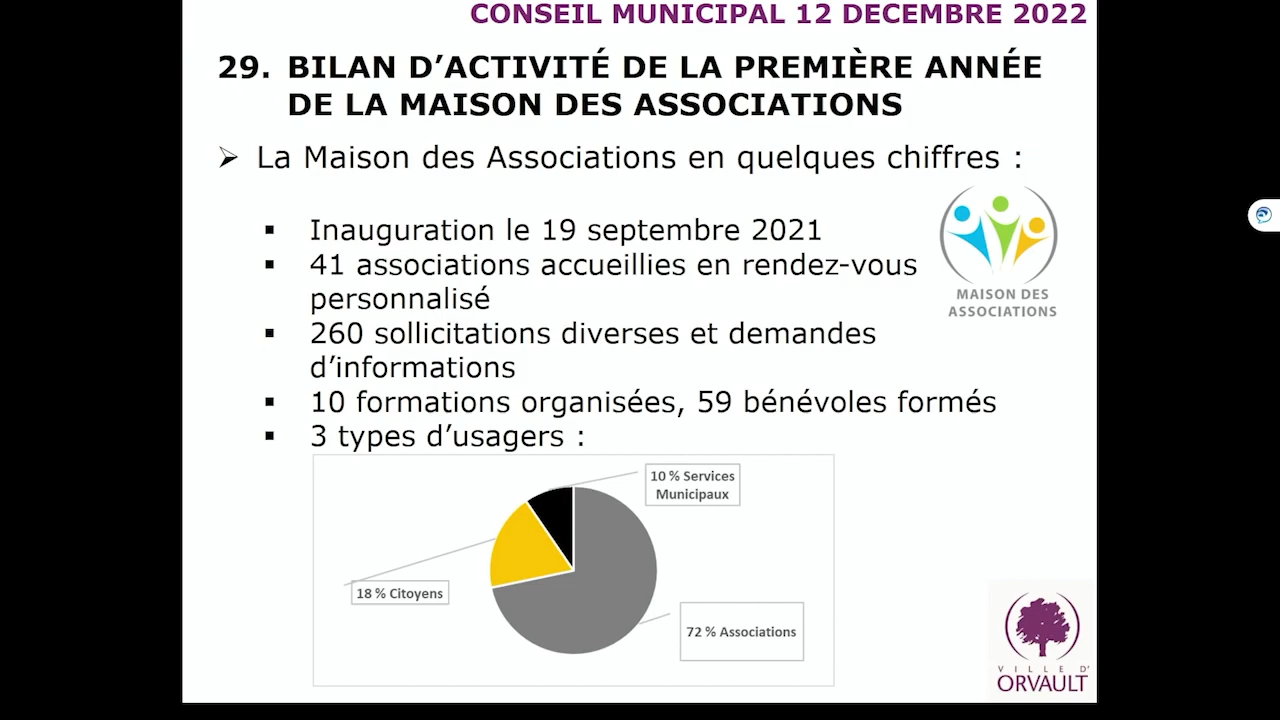 CONSEIL MUNICIPAL 12 DECEMBRE 2022
29. BILAN D’ACTIVITÉ DE LA PREMIÈRE ANNÉE
DE LA MAISON DES ASSOCIATIONS
➢ La Maison des Associations en quelques chiffres :
▪ Inauguration le 19 septembre 2021
▪ 41 associations accueillies en rendez-vous
personnalisé
MAISON DES
ASSOCIATIONS
▪ 260 sollicitations diverses et demandes
d’informations
▪ 10 formations organisées, 59 bénévoles formés
▪ 3 types d’usagers :
10 % Services
Municipaux
18 % Citoyens
72 % Associations
VILLE D'
ORVAULT